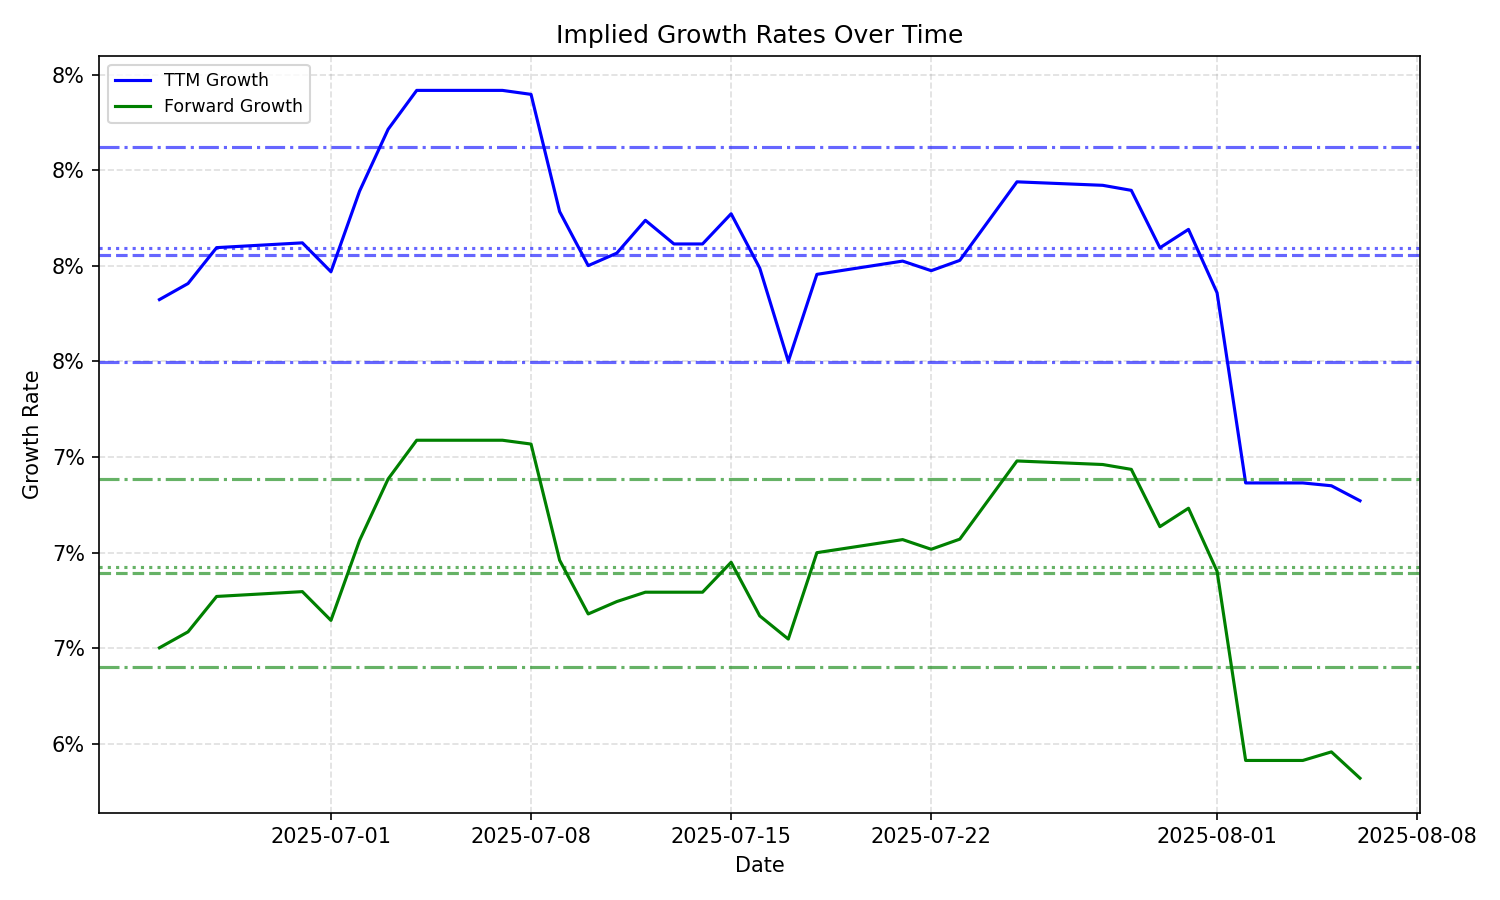 Implied Growth Rates Over Time
TTM Growth
Forward Growth
8%
8%
8%
8%
7%
7%
7%
6%
Growth Rate
2025-07-01
2025-07-08
2025-07-15
2025-07-22
2025-08-01
2025-08-08
Date